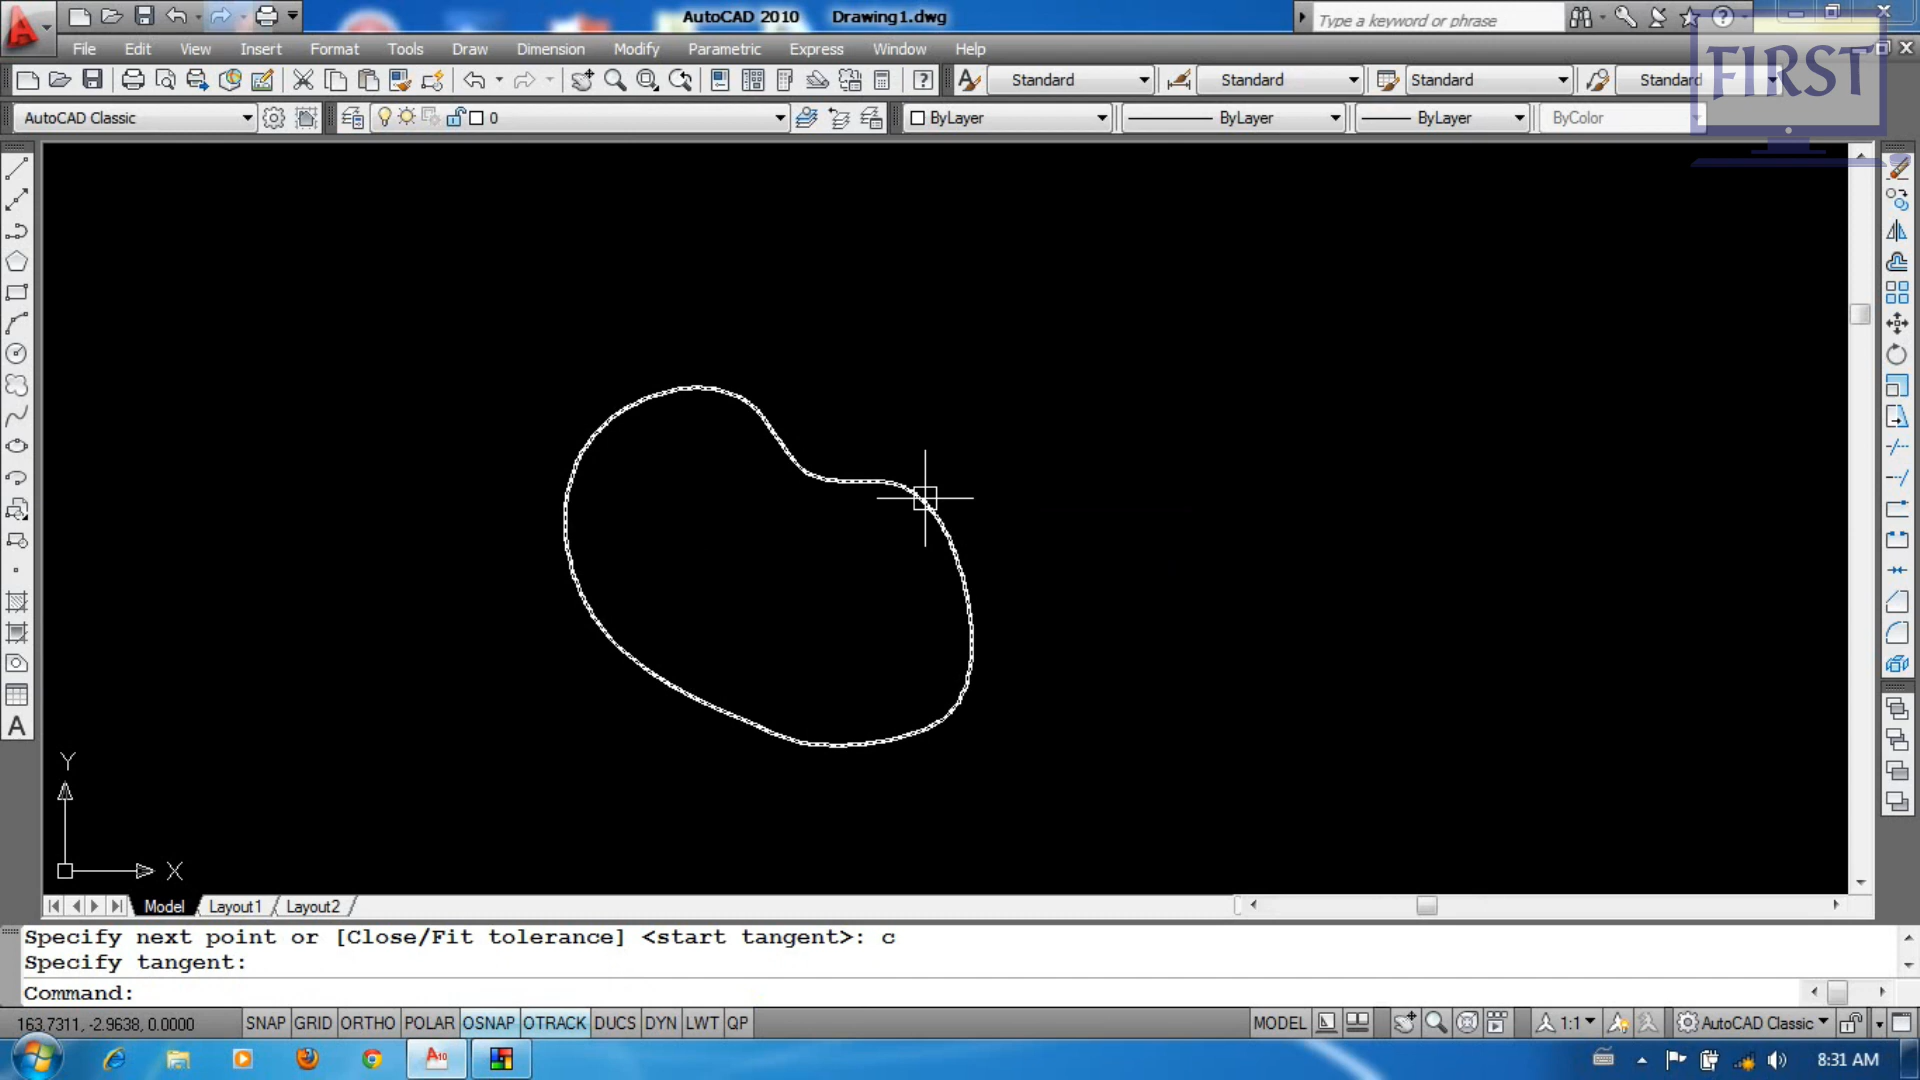 AutoCAD 2010 Drawing1.dwg
Type a keyword or phrase
File Edit View Insert Format Tools Draw Dimension Modify Parametric Express Window Help
FIRST
Standard Standard Standard Standard
AutoCAD Classic
0
ByLayer ByLayer ByLayer ByColor
A
Y
X
Model Layout1 Layout2
Specify next point or [Close/Fit tolerance] <start tangent>: c
Specify tangent:
Command:
163.7311, -2.9638, 0.0000 SNAP GRID ORTHO POLAR OSNAP OTRACK DUCS DYN LWT QP MODEL 1:1 AutoCAD Classic
8:31 AM